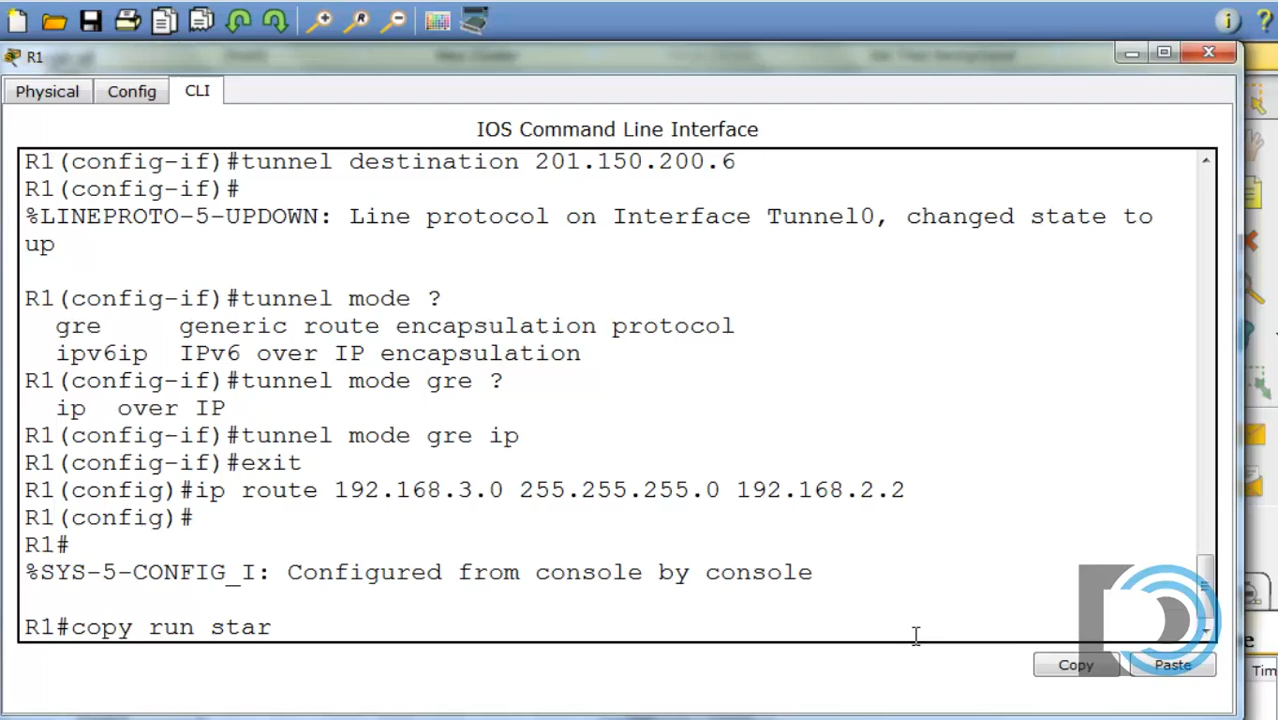 R1
Physical
Config
CLI
IOS Command Line Interface
R1(config-if)#tunnel destination 201.150.200.6
R1(config-if)#
%LINEPROTO-5-UPDOWN: Line protocol on Interface Tunnel0, changed state to
up
R1(config-if)#tunnel mode ?
gre generic route encapsulation protocol
ipv6ip IPv6 over IP encapsulation
R1(config-if)#tunnel mode gre ?
ip over IP
R1(config-if)#tunnel mode gre ip
R1(config-if)#exit
R1(config)#ip route 192.168.3.0 255.255.255.0 192.168.2.2
R1(config)#
R1#
%SYS-5-CONFIG_I: Configured from console by console
R1#copy run star
Copy
Paste
e
Tim